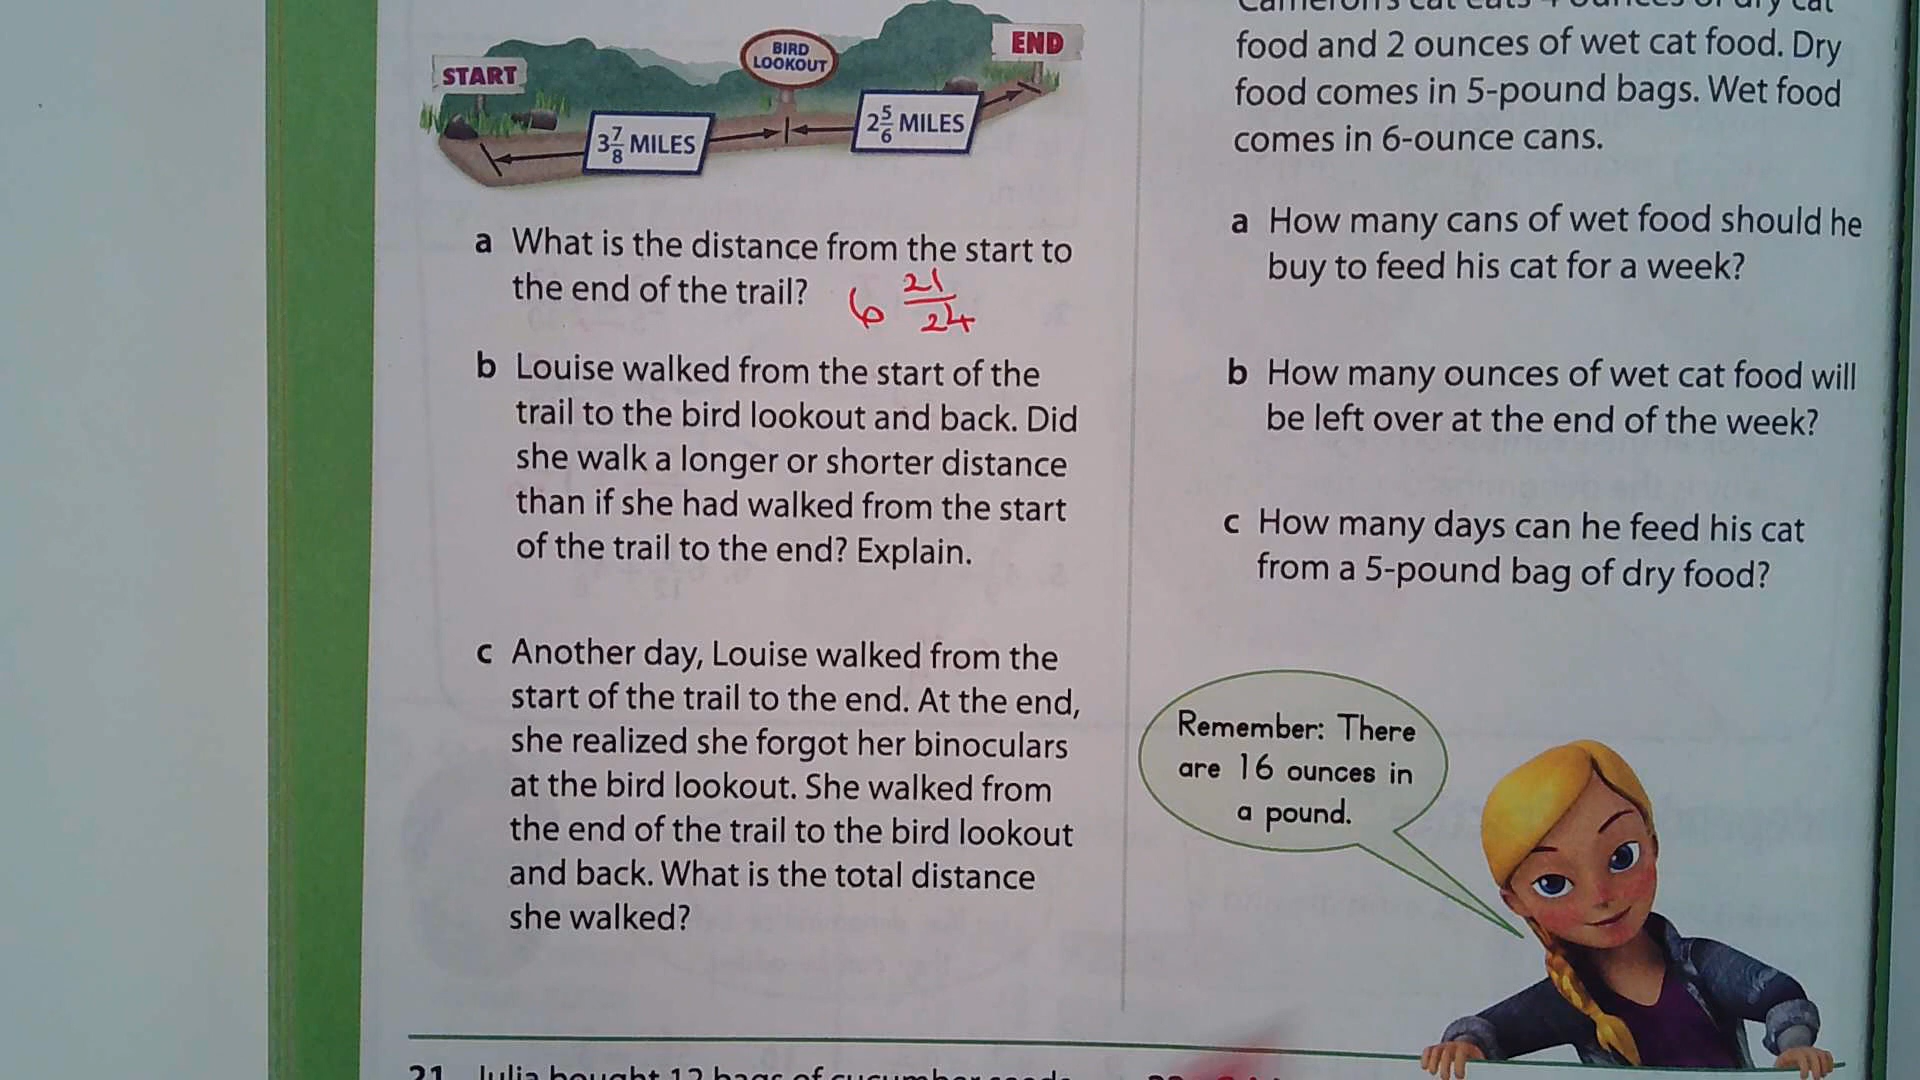 START
BIRD
LOOKOUT
END
3 7/8 MILES
2 5/6 MILES
a What is the distance from the start to
the end of the trail? 6 21/24
b Louise walked from the start of the
trail to the bird lookout and back. Did
she walk a longer or shorter distance
than if she had walked from the start
of the trail to the end? Explain.
c Another day, Louise walked from the
start of the trail to the end. At the end,
she realized she forgot her binoculars
at the bird lookout. She walked from
the end of the trail to the bird lookout
and back. What is the total distance
she walked?
21 Julia bought 12 bags of cucumber seeds
Cameron's cat eats 4 ounces of dry cat
food and 2 ounces of wet cat food. Dry
food comes in 5-pound bags. Wet food
comes in 6-ounce cans.
a How many cans of wet food should he
buy to feed his cat for a week?
b How many ounces of wet cat food will
be left over at the end of the week?
c How many days can he feed his cat
from a 5-pound bag of dry food?
Remember: There
are 16 ounces in
a pound.